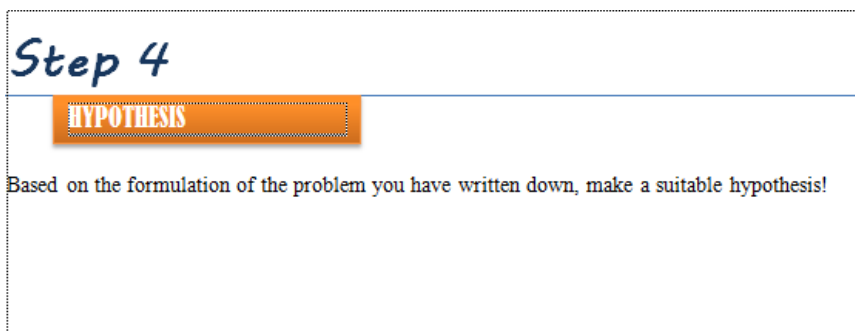 Step 4
HYPOTHESIS
Based on the formulation of the problem you have written down, make a suitable hypothesis!